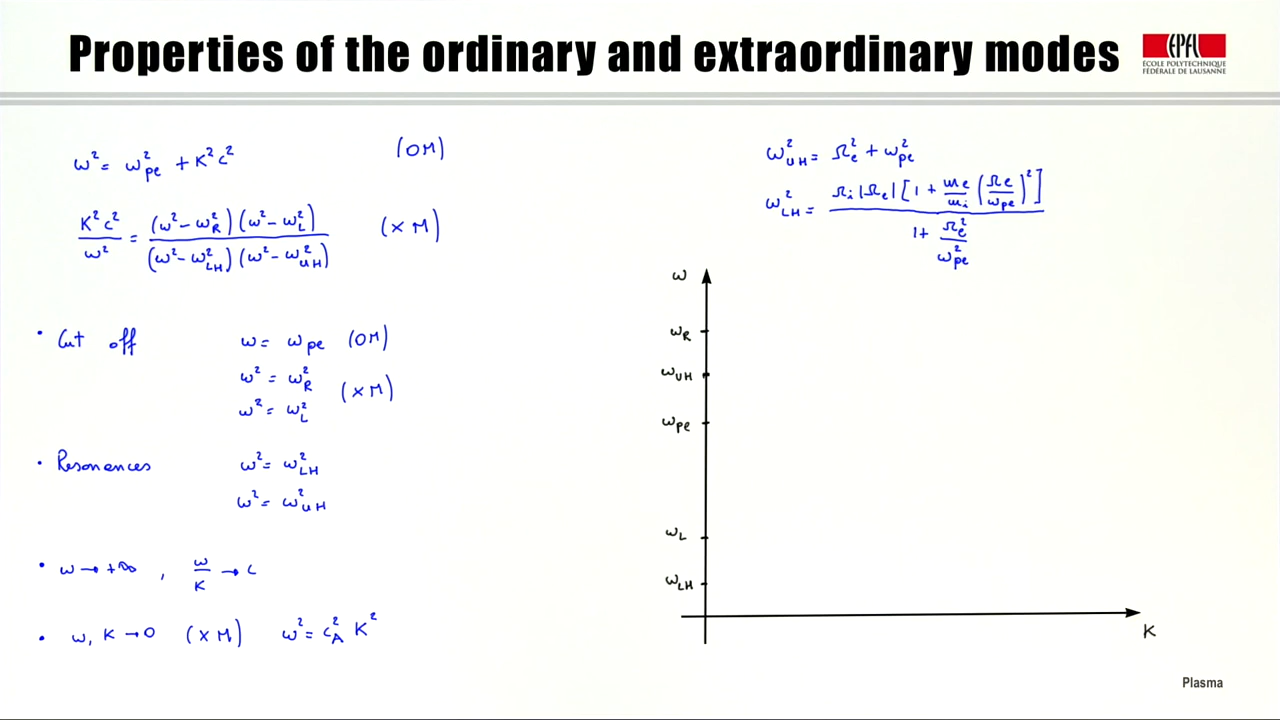 Properties of the ordinary and extraordinary modes
EPFL
ÉCOLE POLYTECHNIQUE
FÉDÉRALE DE LAUSANNE
ω² = ω²pe + K²c² (OM)
K²c²/ω² = (ω² - ω²R)(ω² - ω²L) / (ω² - ω²LH)(ω² - ω²UH) (XM)
• Cut off ω = ωpe (OM)
ω² = ω²R
ω² = ω²L (XM)
• Resonances ω² = ω²LH
ω² = ω²UH
• ω → +∞ , ω/K → c
• ω, K → 0 (XM) ω² = c²A K²
ω²UH = Ω²e + ω²pe
ω²LH = Ωi |Ωe| [1 + me/mi (Ωe/ωpe)²] / 1 + Ω²e/ω²pe
ω
ωR
ωUH
ωpe
ωL
ωLH
K
Plasma